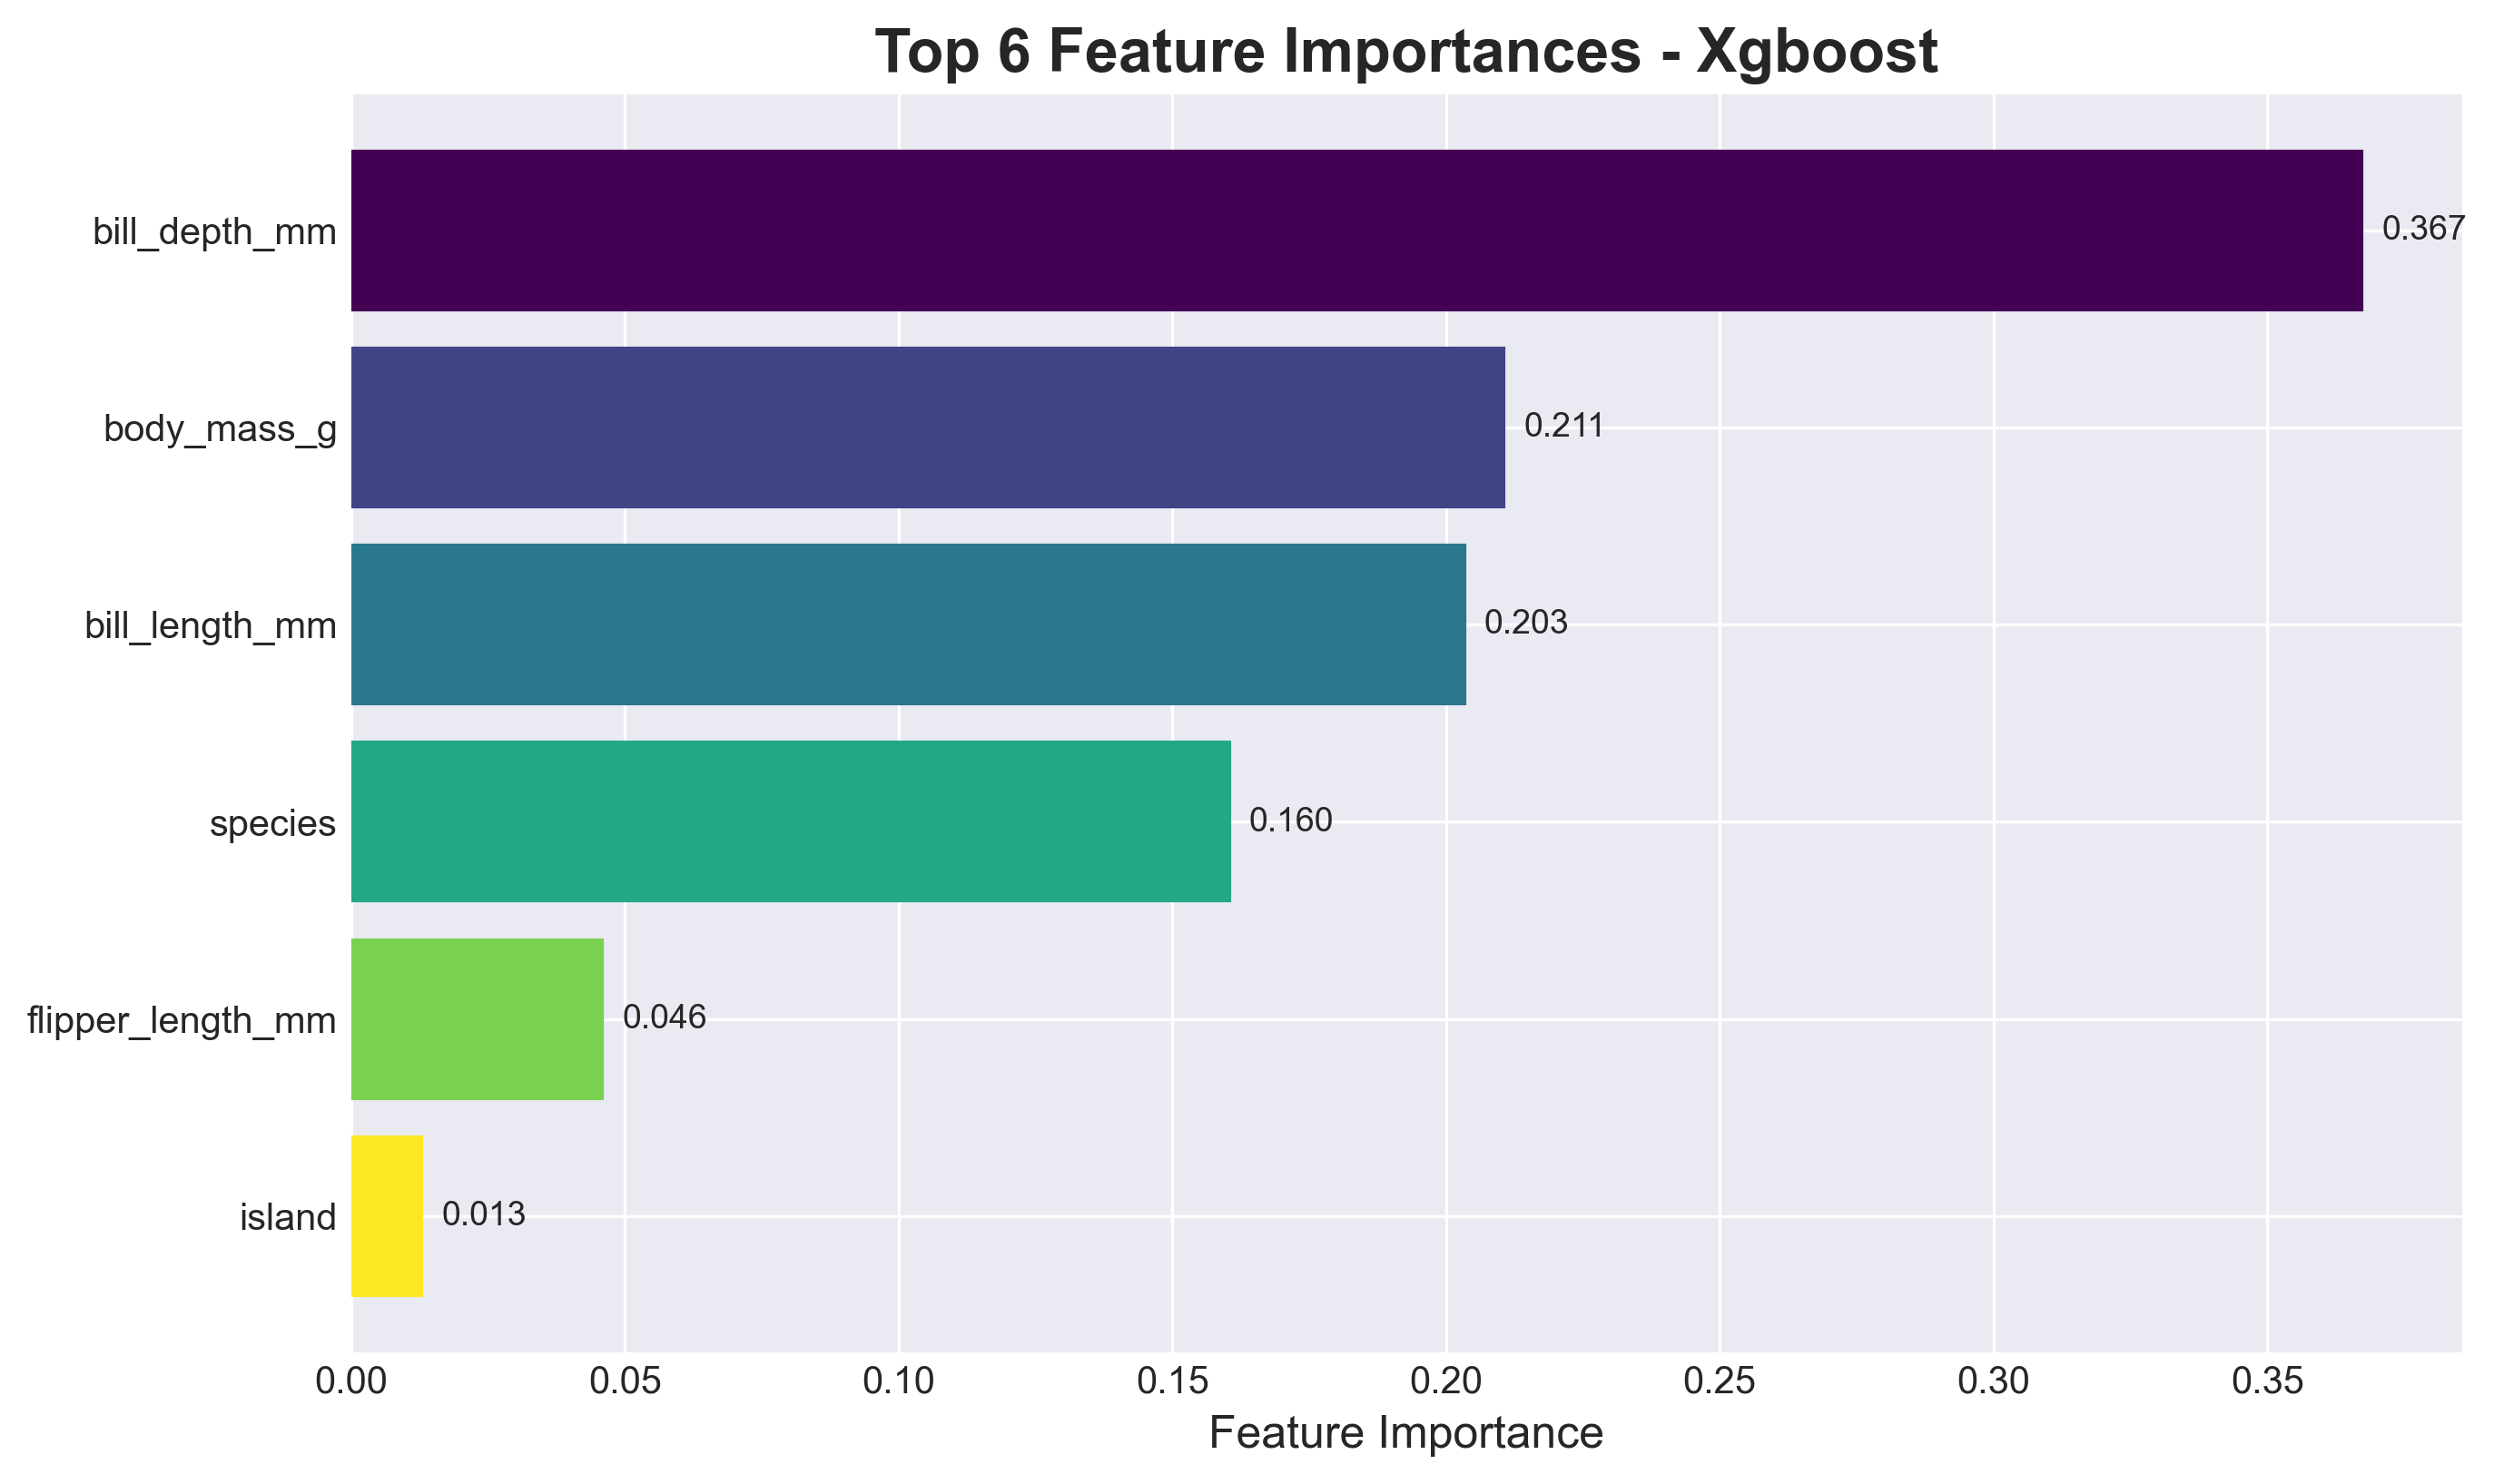 Top 6 Feature Importances - Xgboost
bill_depth_mm
0.367
body_mass_g
0.211
bill_length_mm
0.203
species
0.160
flipper_length_mm
0.046
island
0.013
0.00 0.05 0.10 0.15 0.20 0.25 0.30 0.35
Feature Importance